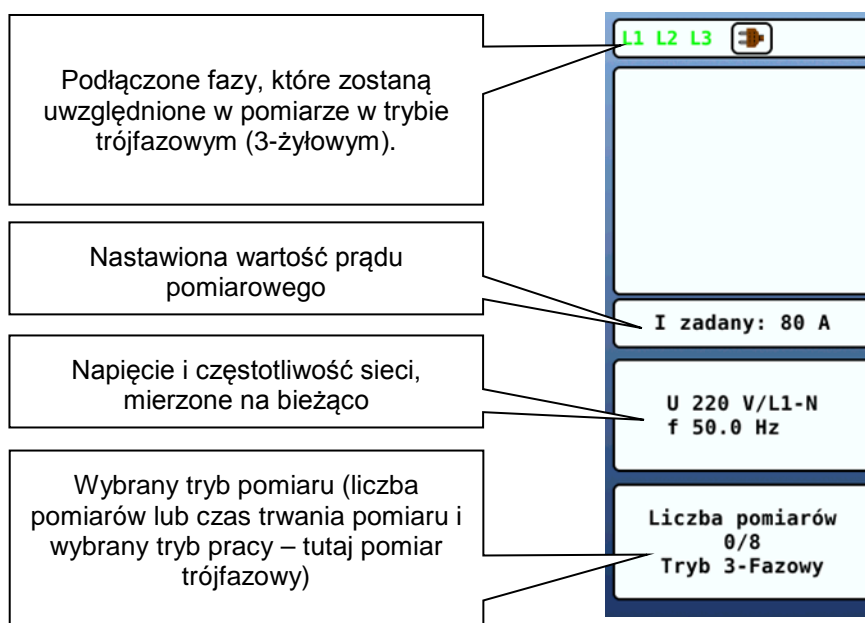 Podłączone fazy, które zostaną
uwzględnione w pomiarze w trybie
trójfazowym (3-żyłowym).
Nastawiona wartość prądu
pomiarowego
Napięcie i częstotliwość sieci,
mierzone na bieżąco
Wybrany tryb pomiaru (liczba
pomiarów lub czas trwania pomiaru i
wybrany tryb pracy – tutaj pomiar
trójfazowy)
L1 L2 L3
I zadany: 80 A
U 220 V/L1-N
f 50.0 Hz
Liczba pomiarów
0/8
Tryb 3-Fazowy